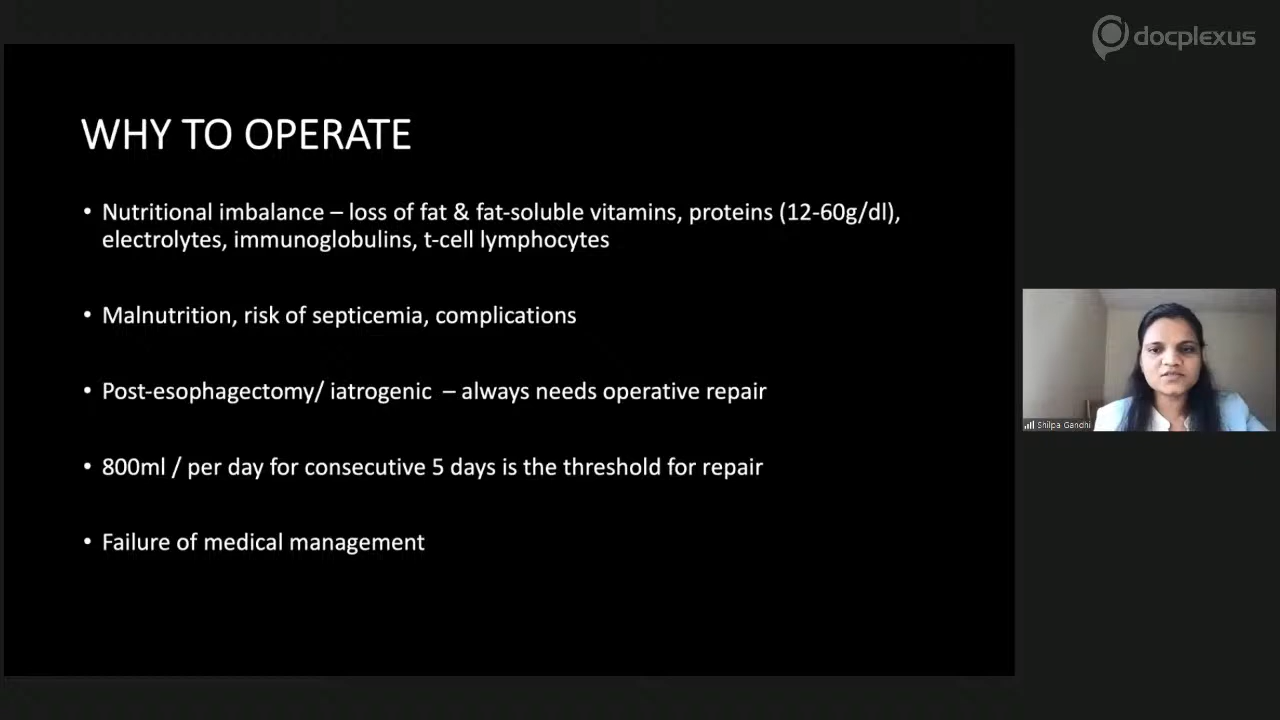 docplexus
WHY TO OPERATE
• Nutritional imbalance – loss of fat & fat-soluble vitamins, proteins (12-60g/dl),
electrolytes, immunoglobulins, t-cell lymphocytes
• Malnutrition, risk of septicemia, complications
• Post-esophagectomy/ iatrogenic – always needs operative repair
• 800ml / per day for consecutive 5 days is the threshold for repair
• Failure of medical management
Shilpa Gandhi